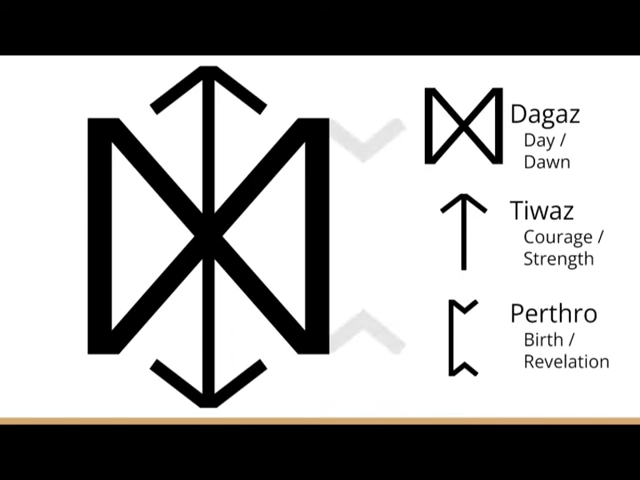 Dagaz
Day /
Dawn
Tiwaz
Courage /
Strength
Perthro
Birth /
Revelation